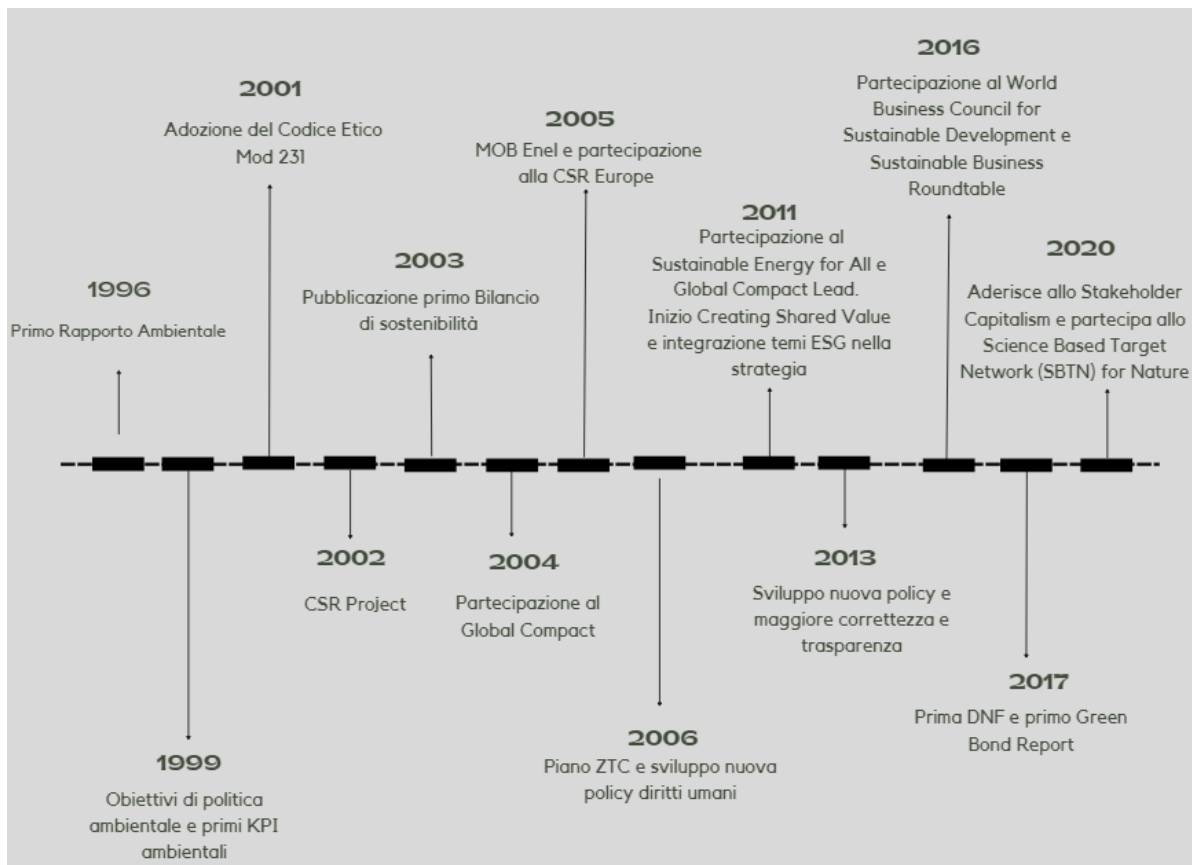 1996
Primo Rapporto Ambientale
1999
Obiettivi di politica
ambientale e primi KPI
ambientali
2001
Adozione del Codice Etico
Mod 231
2002
CSR Project
2003
Pubblicazione primo Bilancio
di sostenibilità
2004
Partecipazione al
Global Compact
2005
MOB Enel e partecipazione
alla CSR Europe
2006
Piano ZTC e sviluppo nuova
policy diritti umani
2011
Partecipazione al
Sustainable Energy for All e
Global Compact Lead.
Inizio Creating Shared Value
e integrazione temi ESG nella
strategia
2013
Sviluppo nuova policy e
maggiore correttezza e
trasparenza
2016
Partecipazione al World
Business Council for
Sustainable Development e
Sustainable Business
Roundtable
2017
Prima DNF e primo Green
Bond Report
2020
Aderisce allo Stakeholder
Capitalism e partecipa allo
Science Based Target
Network (SBTN) for Nature